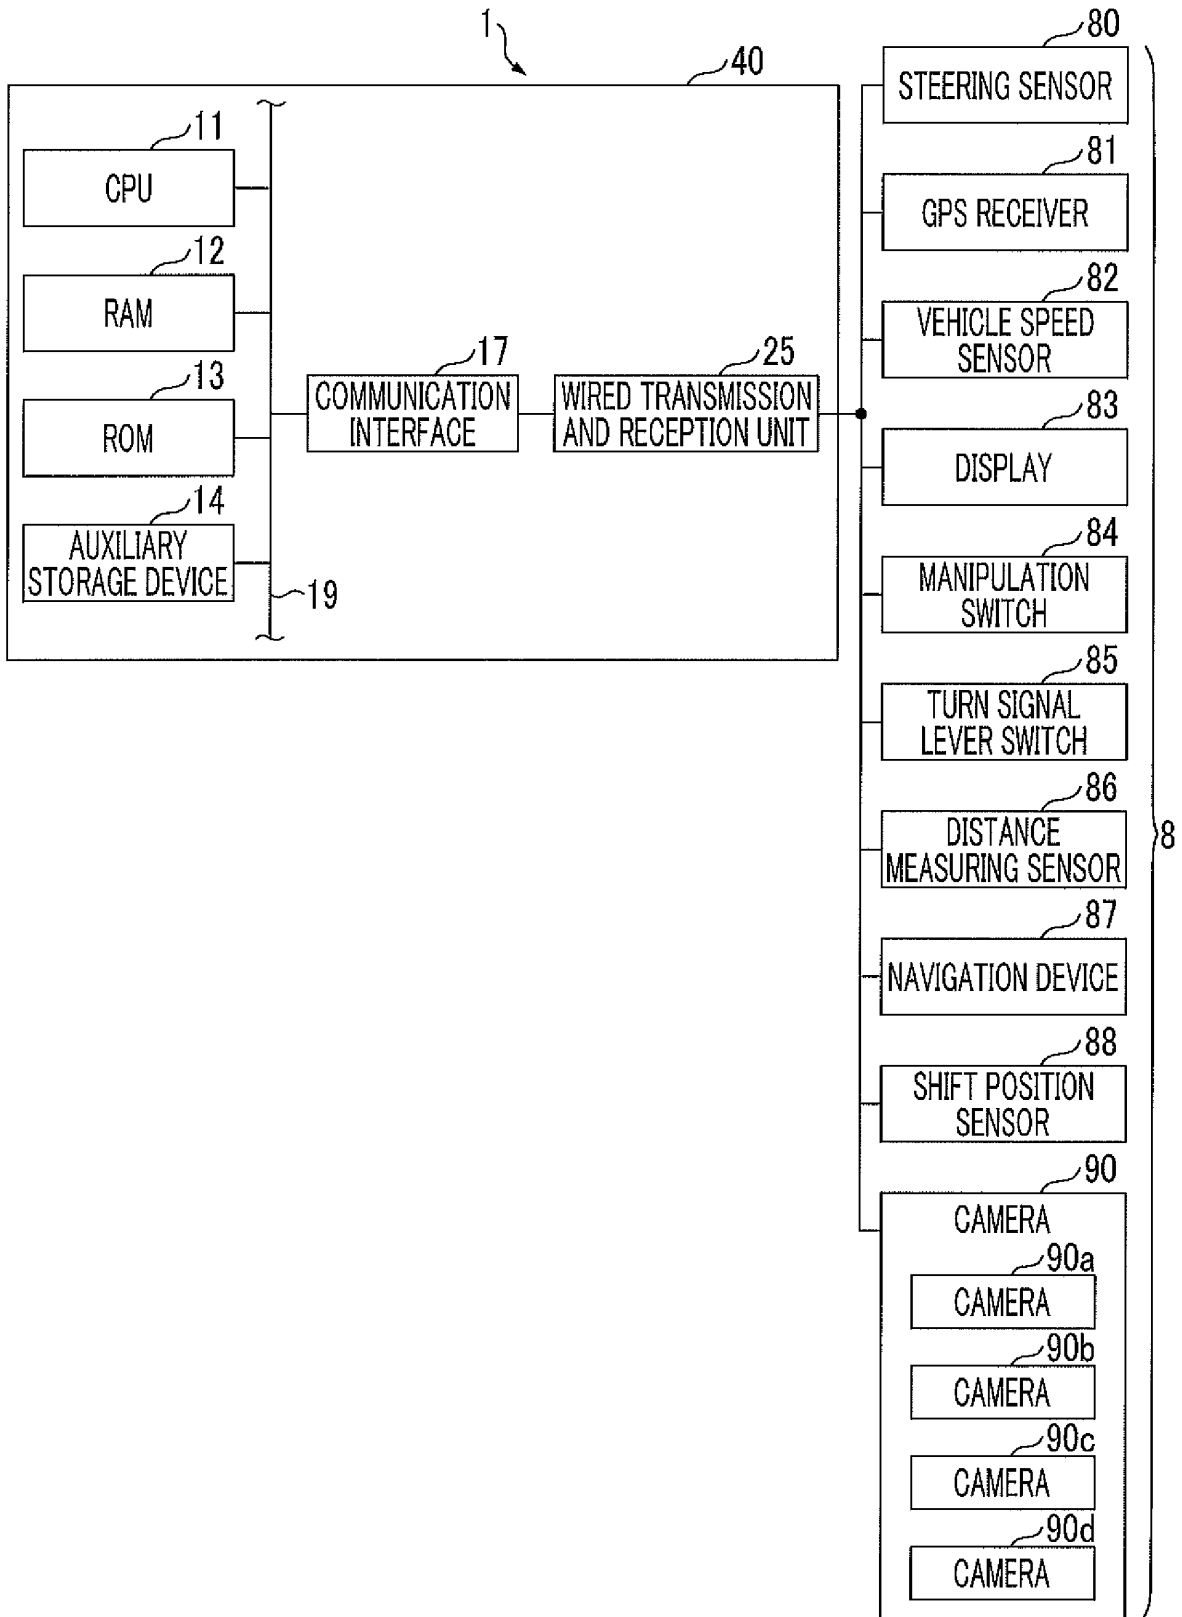 1
40
11
CPU
12
RAM
13
ROM
14
AUXILIARY
STORAGE DEVICE
19
17
COMMUNICATION
INTERFACE
25
WIRED TRANSMISSION
AND RECEPTION UNIT
80
STEERING SENSOR
81
GPS RECEIVER
82
VEHICLE SPEED
SENSOR
83
DISPLAY
84
MANIPULATION
SWITCH
85
TURN SIGNAL
LEVER SWITCH
86
DISTANCE
MEASURING SENSOR
87
NAVIGATION DEVICE
88
SHIFT POSITION
SENSOR
90
CAMERA
90a
CAMERA
90b
CAMERA
90c
CAMERA
90d
CAMERA
8